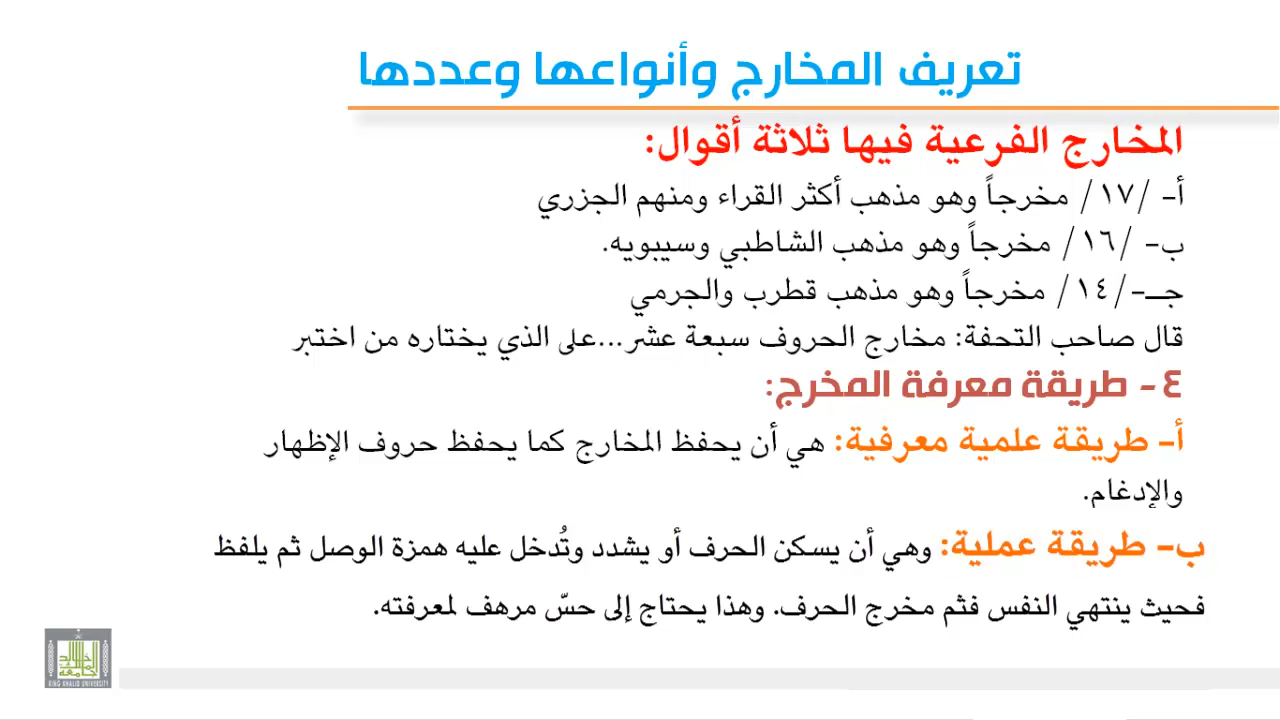 تعريف المخارج وأنواعها وعددها
المخارج الفرعية فيها ثلاثة أقوال:
أ- /١٧/ مخرجاً وهو مذهب أكثر القراء ومنهم الجزري
ب- /١٦/ مخرجاً وهو مذهب الشاطبي وسيبويه.
جـ-/١٤/ مخرجاً وهو مذهب قطرب والجرمي
قال صاحب التحفة: مخارج الحروف سبعة عشر...على الذي يختاره من اختبر
٤- طريقة معرفة المخرج:
أ- طريقة علمية معرفية: هي أن يحفظ المخارج كما يحفظ حروف الإظهار
والإدغام.
ب- طريقة عملية: وهي أن يسكن الحرف أو يشدد وتُدخل عليه همزة الوصل ثم يلفظ
فحيث ينتهي النفس فثم مخرج الحرف. وهذا يحتاج إلى حسّ مرهف لمعرفته.
KING KHALID UNIVERSITY